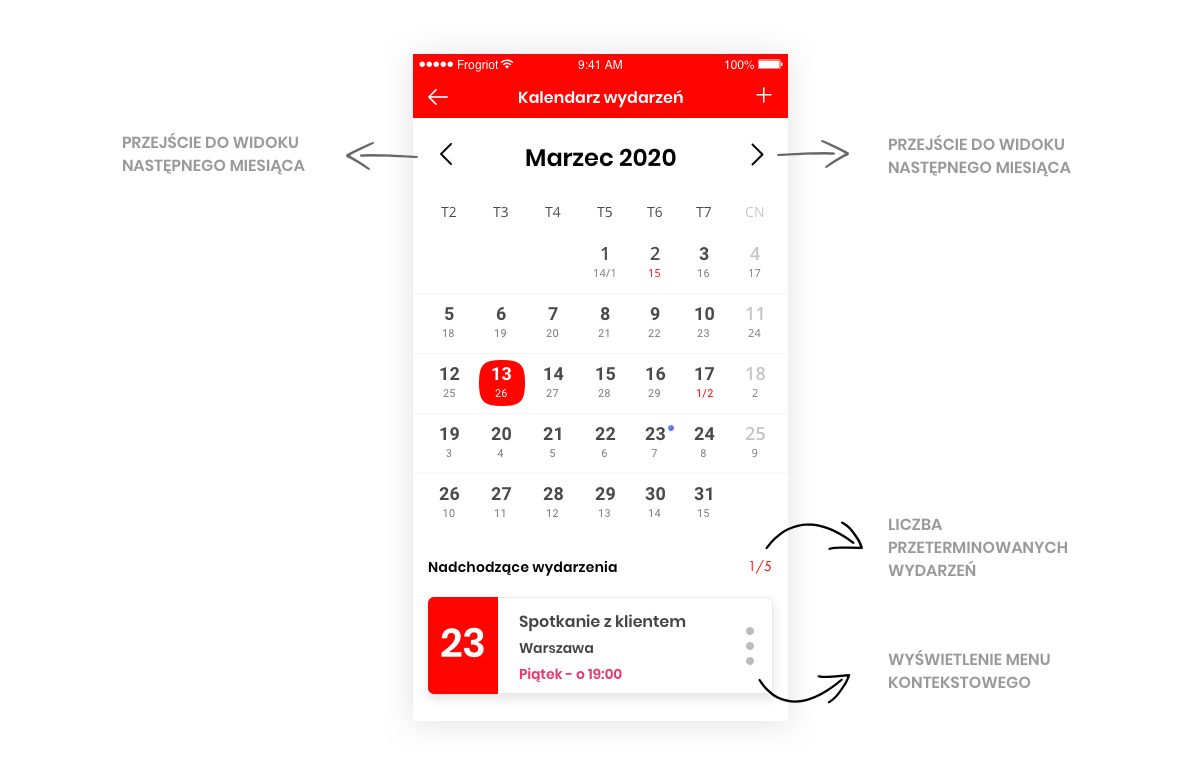 Frogriot 9:41 AM 100%
Kalendarz wydarzeń
PRZEJŚCIE DO WIDOKU
NASTĘPNEGO MIESIĄCA
Marzec 2020
PRZEJŚCIE DO WIDOKU
NASTĘPNEGO MIESIĄCA
T2 T3 T4 T5 T6 T7 CN
1 2 3 4
14/1 15 16 17
5 6 7 8 9 10 11
18 19 20 21 22 23 24
12 13 14 15 16 17 18
25 26 27 28 29 1/2 2
19 20 21 22 23 24 25
3 4 5 6 7 8 9
26 27 28 29 30 31
10 11 12 13 14 15
LICZBA
PRZETERMINOWANYCH
WYDARZEŃ
Nadchodzące wydarzenia 1/5
23
Spotkanie z klientem
Warszawa
Piątek - o 19:00
WYŚWIETLENIE MENU
KONTEKSTOWEGO